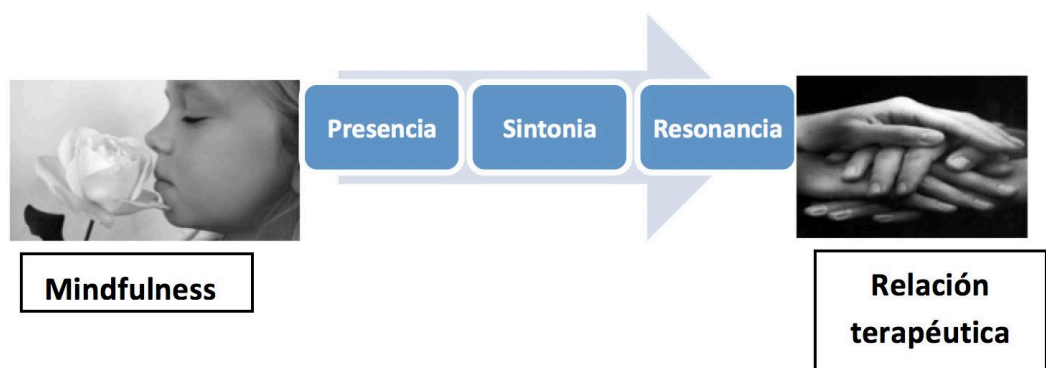 Presencia
Sintonia
Resonancia
Mindfulness
Relación
terapéutica